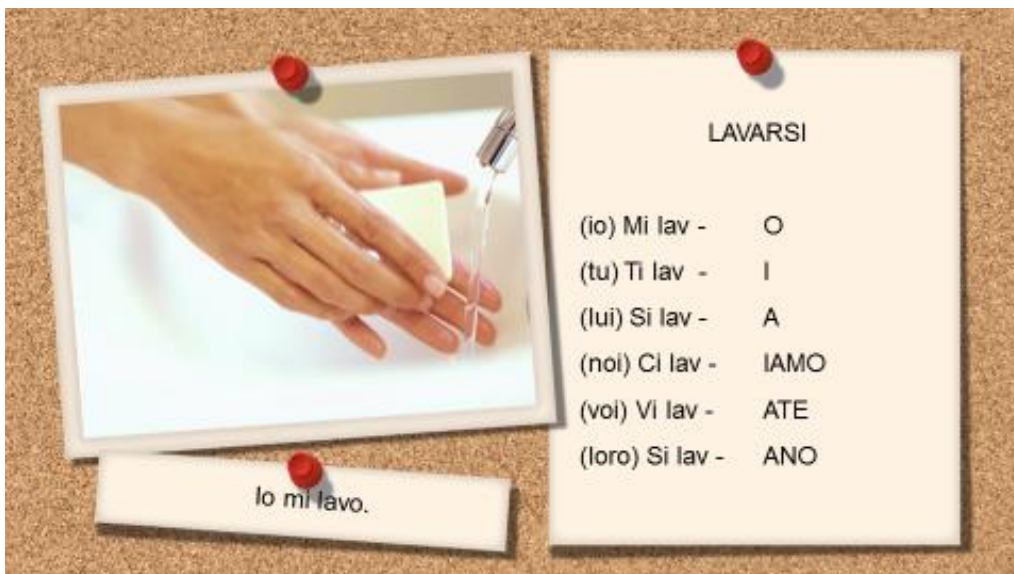 LAVARSI
(io) Mi lav - O
(tu) Ti lav - I
(lui) Si lav - A
(noi) Ci lav - IAMO
(voi) Vi lav - ATE
(loro) Si lav - ANO
Io mi lavo.